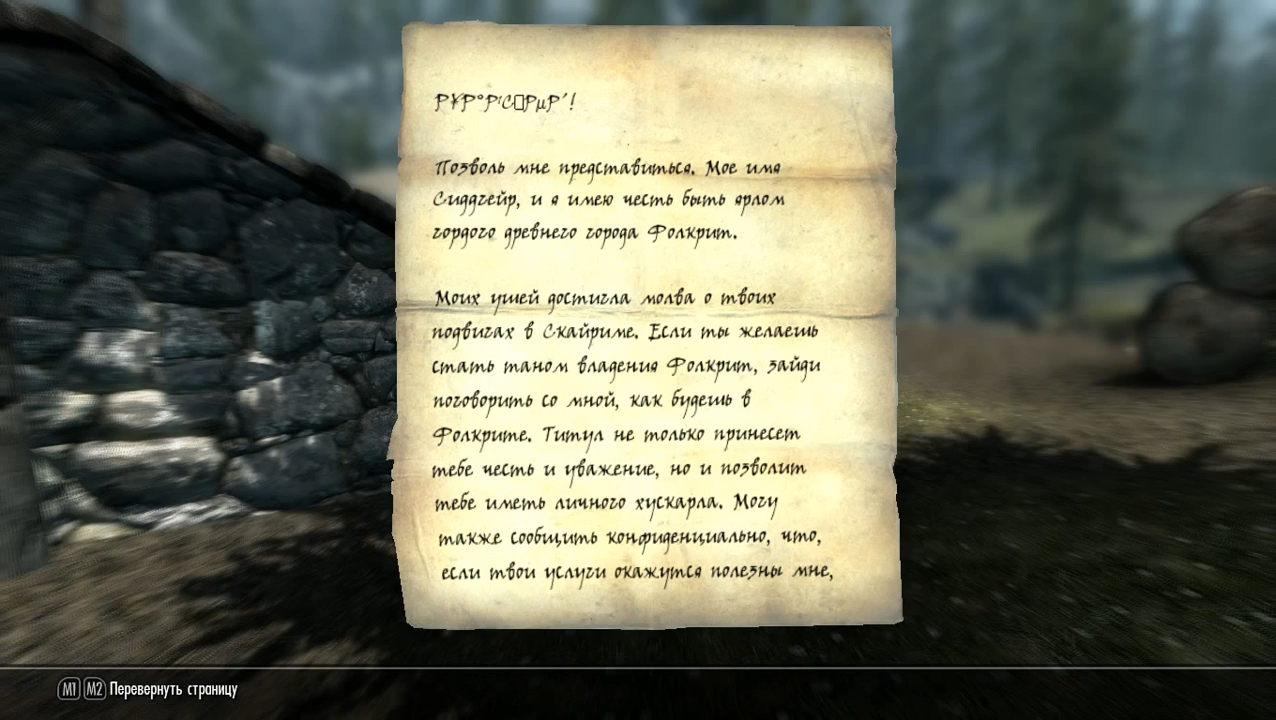 Позволь мне представиться. Мое имя
Сиддгейр, и я имею честь быть ярлом
гордого древнего города Фолкрит.
Моих ушей достигла молва о твоих
подвигах в Скайриме. Если ты желаешь
стать таном владения Фолкрит, зайди
поговорить со мной, как будешь в
Фолкрите. Титул не только принесет
тебе честь и уважение, но и позволит
тебе иметь личного хускарла. Могу
также сообщить конфиденциально, что,
если твои услуги окажутся полезны мне,
M1 M2 Перевернуть страницу